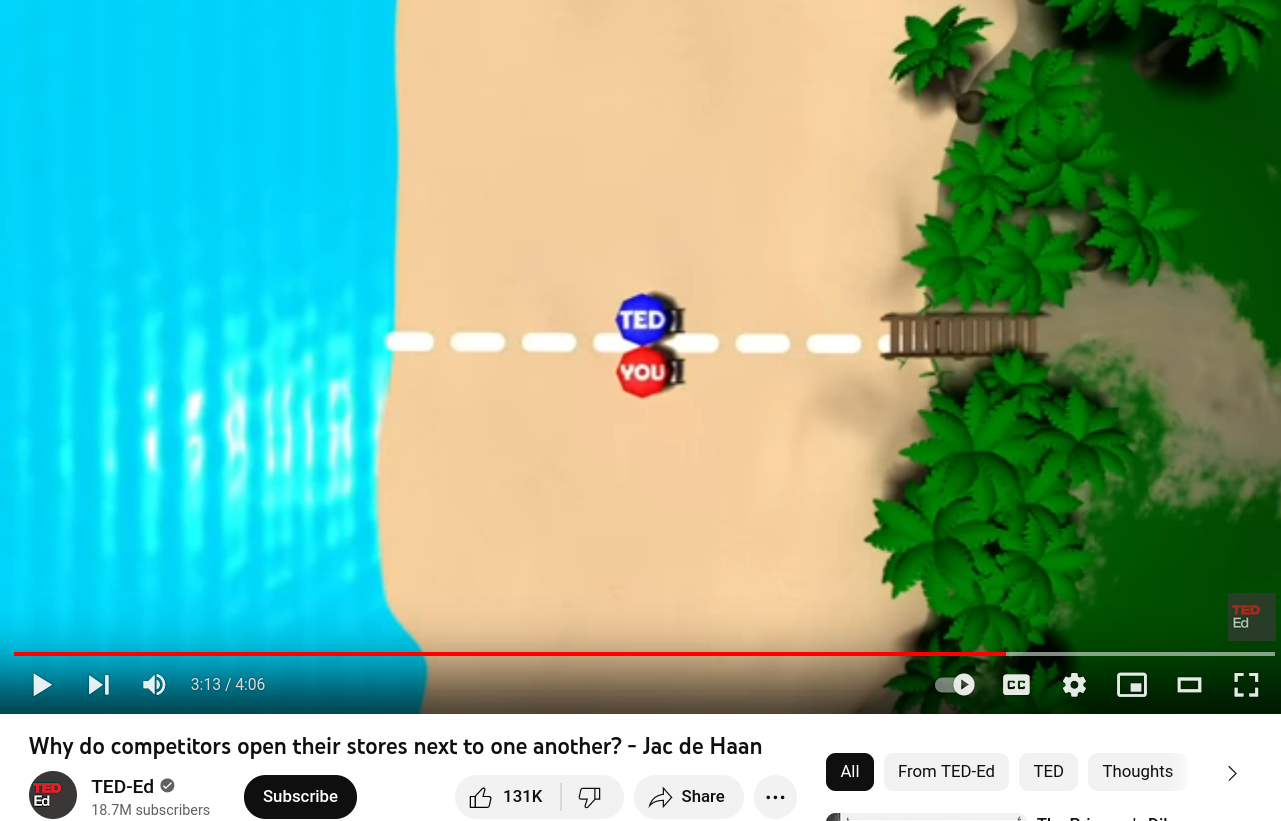 TED
YOU
TED
Ed
3:13 / 4:06
CC
Why do competitors open their stores next to one another? - Jac de Haan
TED
Ed
TED-Ed
18.7M subscribers
Subscribe
131K
Share
All
From TED-Ed
TED
Thoughts